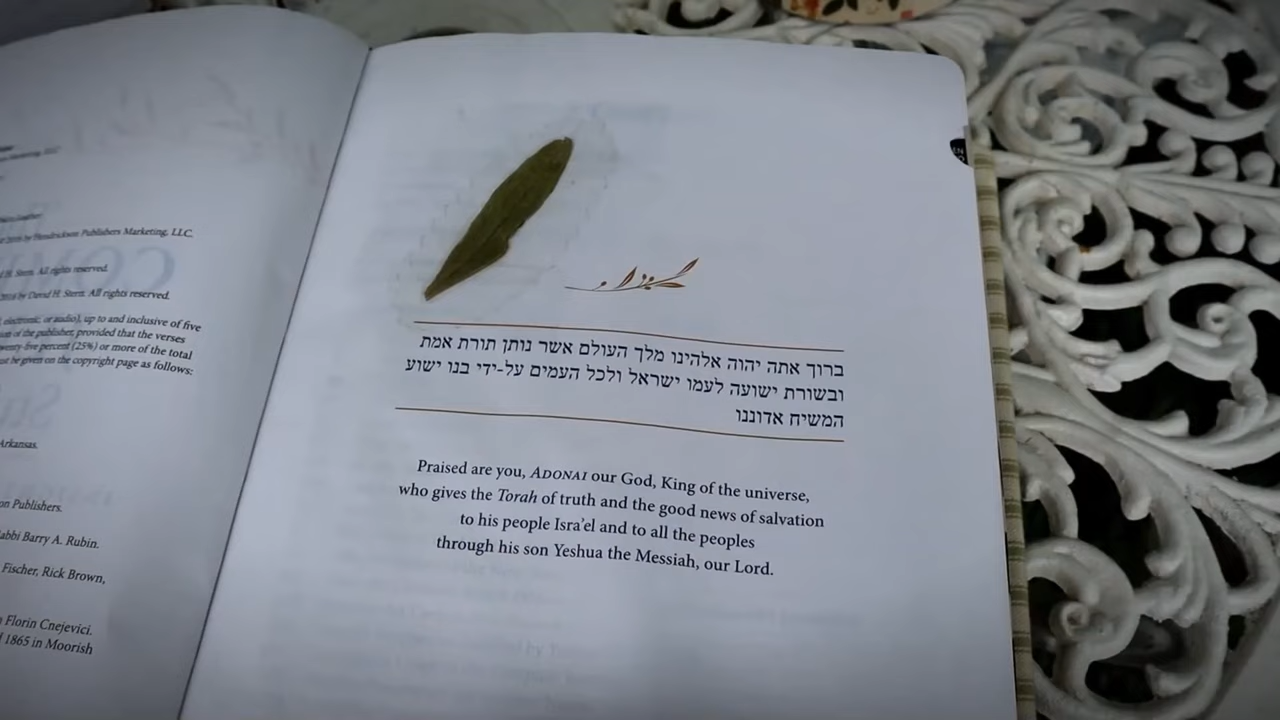 Marketing, LLC
2016 by Hendrickson Publishers Marketing, LLC.
H. Stern. All rights reserved.
by David H. Stern. All rights reserved.
electronic, or audio), up to and inclusive of five
of the publisher, provided that the verses
twenty-five percent (25%) or more of the total
be given on the copyright page as follows:
Arkansas.
Publishers.
Rabbi Barry A. Rubin.
Fischer, Rick Brown,
Florin Cnejevici.
1865 in Moorish
ברוך אתה יהוה אלהינו מלך העולם אשר נותן תורת אמת
ובשורת ישועה לעמו ישראל ולכל העמים על-ידי בנו ישוע
המשיח אדוננו
Praised are you, ADONAI our God, King of the universe,
who gives the Torah of truth and the good news of salvation
to his people Isra'el and to all the peoples
through his son Yeshua the Messiah, our Lord.